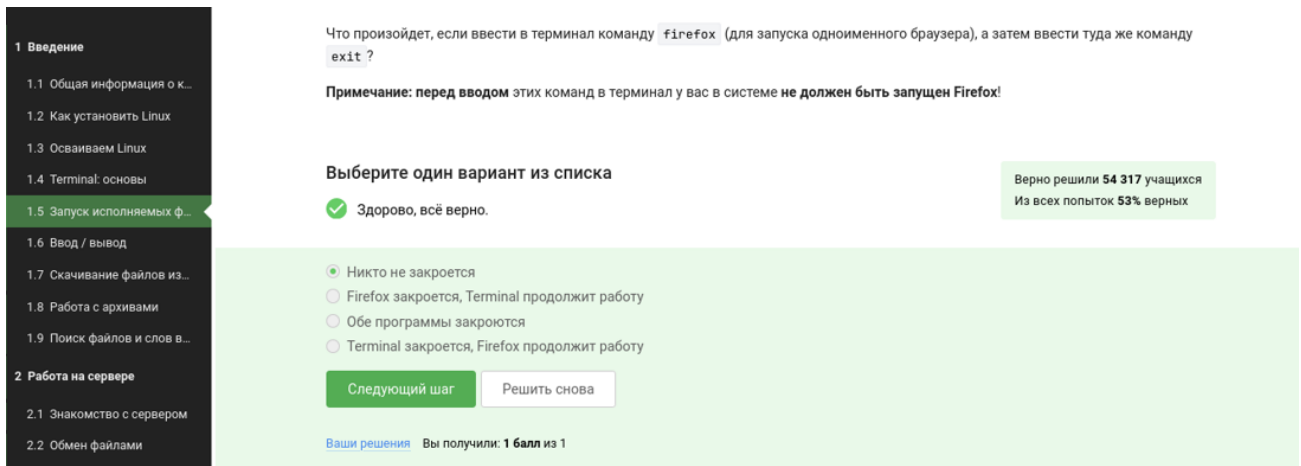 1 Введение
1.1 Общая информация о к...
1.2 Как установить Linux
1.3 Осваиваем Linux
1.4 Terminal: основы
1.5 Запуск исполняемых ф...
1.6 Ввод / вывод
1.7 Скачивание файлов из...
1.8 Работа с архивами
1.9 Поиск файлов и слов в...
2 Работа на сервере
2.1 Знакомство с сервером
2.2 Обмен файлами
Что произойдет, если ввести в терминал команду firefox (для запуска одноименного браузера), а затем ввести туда же команду
exit ?
Примечание: перед вводом этих команд в терминал у вас в системе не должен быть запущен Firefox!
Выберите один вариант из списка
Здорово, всё верно.
Верно решили 54 317 учащихся
Из всех попыток 53% верных
Никто не закроется
Firefox закроется, Terminal продолжит работу
Обе программы закроются
Terminal закроется, Firefox продолжит работу
Следующий шаг
Решить снова
Ваши решения Вы получили: 1 балл из 1